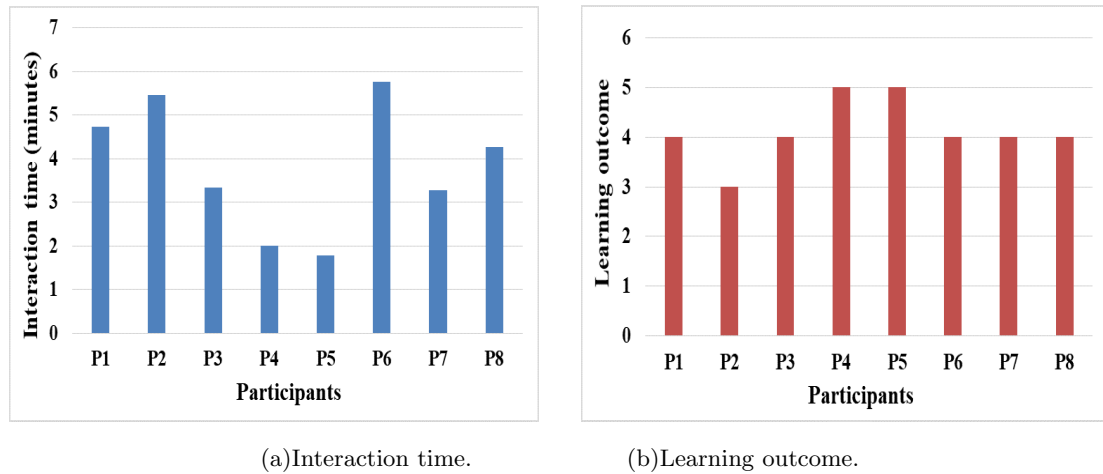 7
6
5
4
3
2
1
0
Interaction time (minutes)
P1 P2 P3 P4 P5 P6 P7 P8
Participants
6
5
4
3
2
1
0
Learning outcome
P1 P2 P3 P4 P5 P6 P7 P8
Participants
(a)Interaction time.
(b)Learning outcome.